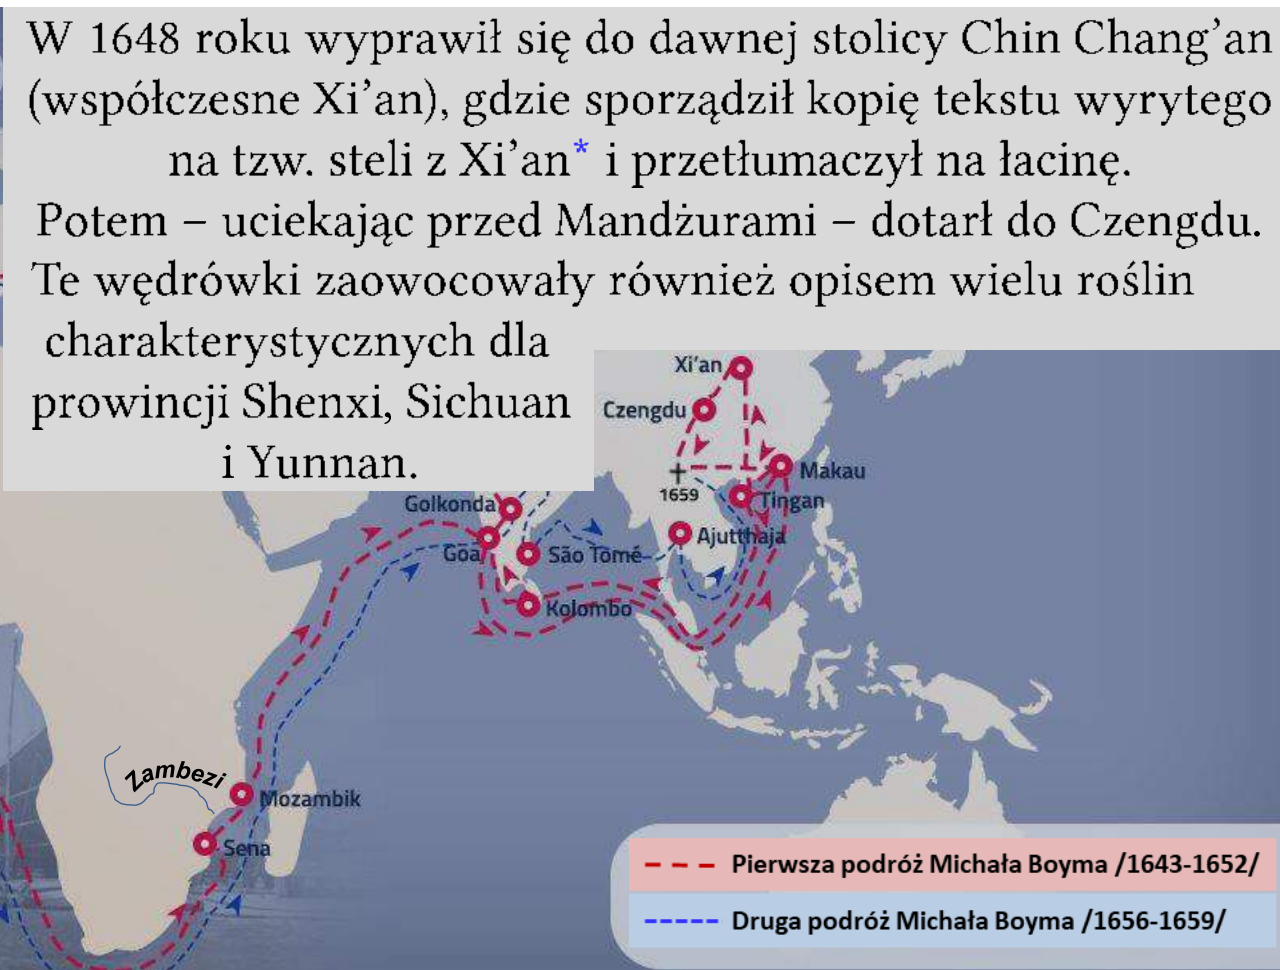 W 1648 roku wyprawił się do dawnej stolicy Chin Chang’an
(współczesne Xi’an), gdzie sporządził kopię tekstu wyrytego
na tzw. steli z Xi’an* i przetłumaczył na łacinę.
Potem – uciekając przed Mandżurami – dotarł do Czengdu.
Te wędrówki zaowocowały również opisem wielu roślin
charakterystycznych dla
prowincji Shenxi, Sichuan
i Yunnan.
Xi’an
Czengdu
Makau
1659
Tingan
Golkonda
Ajutthaja
Goa
São Tomé
Kolombo
Zambezi
Mozambik
Sena
Pierwsza podróż Michała Boyma /1643-1652/
Druga podróż Michała Boyma /1656-1659/